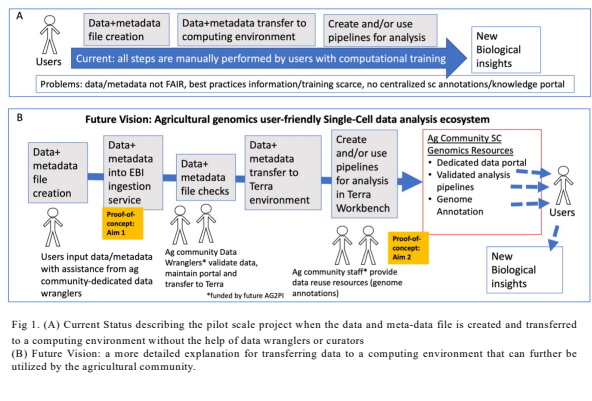 A
Data+metadata
file creation
Data+metadata transfer to
computing environment
Create and/or use
pipelines for analysis
Users
Current: all steps are manually performed by users with computational training
New
Biological
insights
Problems: data/metadata not FAIR, best practices information/training scarce, no centralized sc annotations/knowledge portal
B
Future Vision: Agricultural genomics user-friendly Single-Cell data analysis ecosystem
Data+
metadata
file
creation
Data+
metadata
into EBI
ingestion
service
Data+
metadata
file checks
Data+
metadata
transfer to
Terra
environment
Create
and/or use
pipelines
for analysis
in Terra
Workbench
Ag Community SC
Genomics Resources
• Dedicated data portal
• Validated analysis
pipelines
• Genome
Annotation
Users
Proof-of-
concept:
Aim 1
Users input data/metadata
with assistance from ag
community-dedicated data
wranglers
Ag community Data
Wranglers* validate data,
maintain portal and
transfer to Terra
*funded by future AG2PI
Proof-of-
concept:
Aim 2
Ag community staff* provide
data reuse resources (genome
annotations)
New
Biological
insights
Fig 1. (A) Current Status describing the pilot scale project when the data and meta-data file is created and transferred
to a computing environment without the help of data wranglers or curators
(B) Future Vision: a more detailed explanation for transferring data to a computing environment that can further be
utilized by the agricultural community.